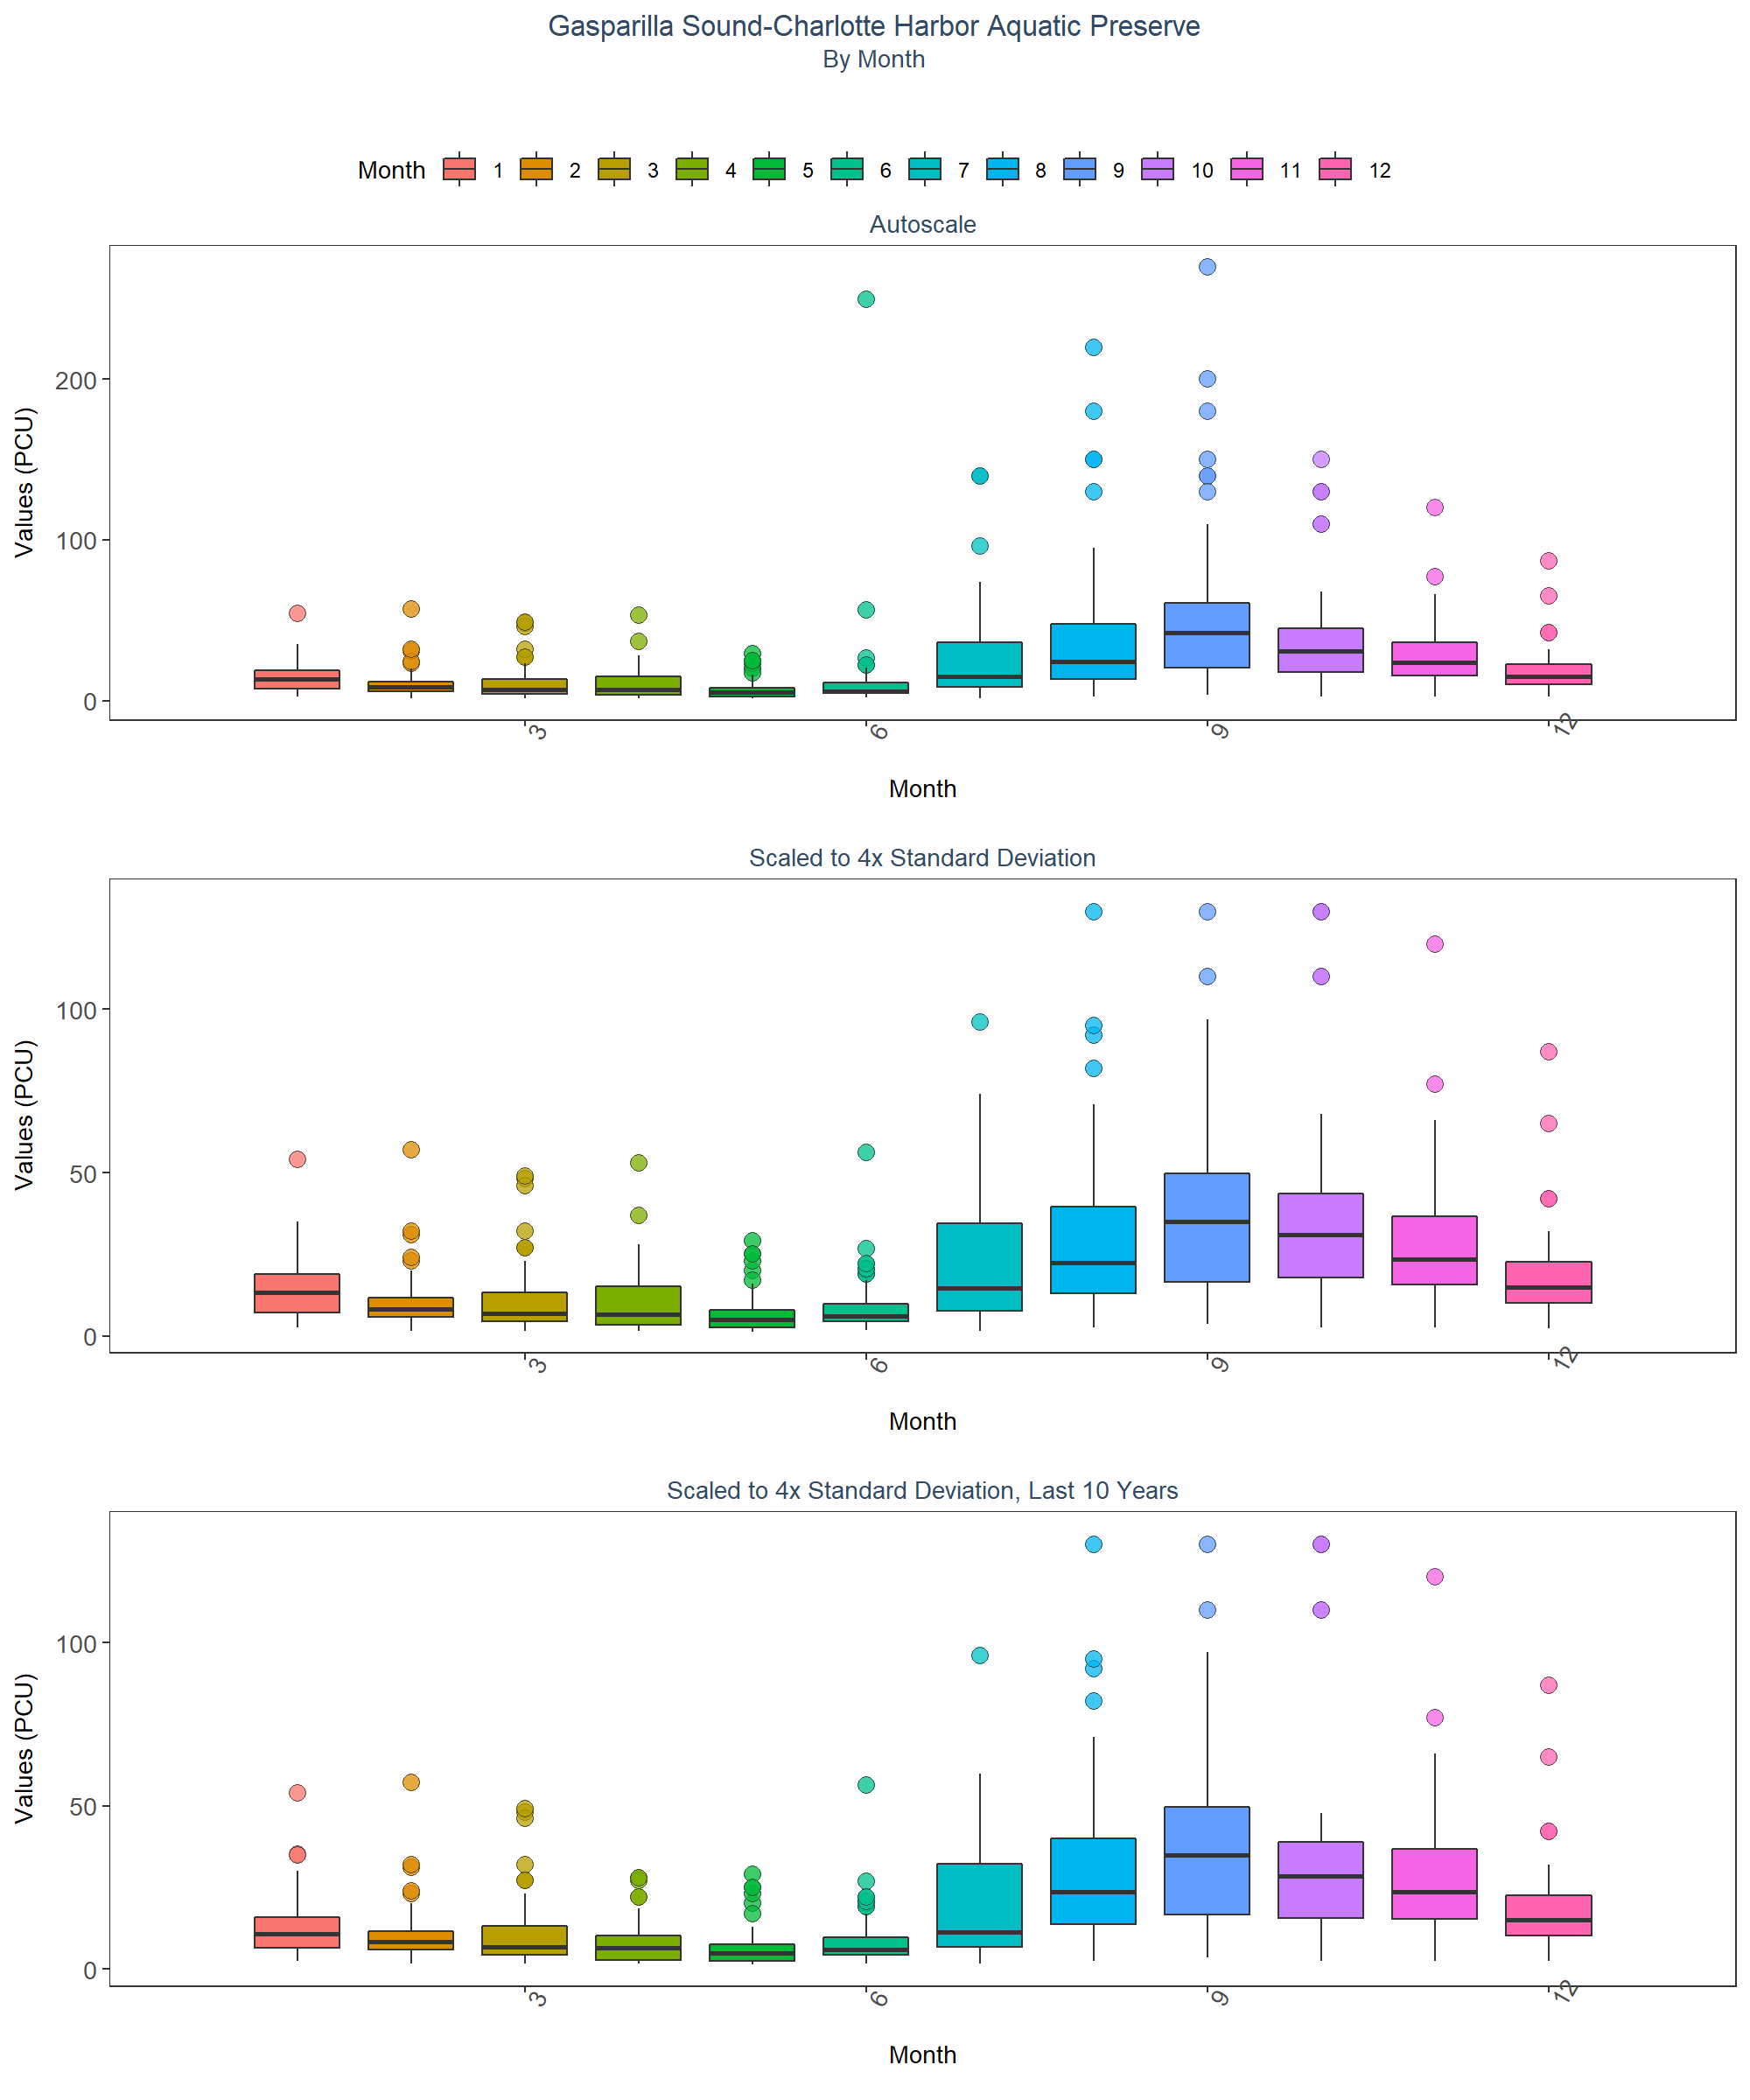 Gasparilla Sound-Charlotte Harbor Aquatic Preserve
By Month
Month 1 2 3 4 5 6 7 8 9 10 11 12
Autoscale
Values (PCU)
200
100
0
3 6 9 12
Month
Scaled to 4x Standard Deviation
Values (PCU)
100
50
0
3 6 9 12
Month
Scaled to 4x Standard Deviation, Last 10 Years
Values (PCU)
100
50
0
3 6 9 12
Month